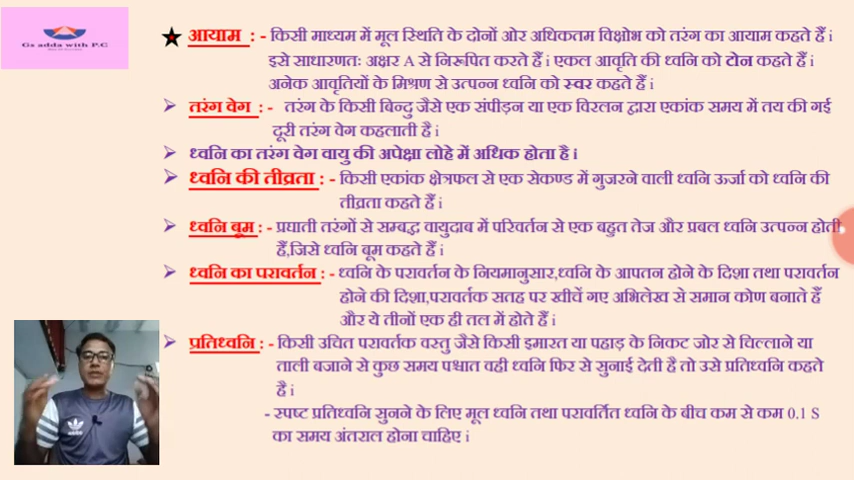 Gs adda with P.C
आयाम : - किसी माध्यम में मूल स्थिति के दोनों ओर अधिकतम विक्षोभ को तरंग का आयाम कहते हैं i
इसे साधारणतः अक्षर A से निरूपित करते हैं i एकल आवृति की ध्वनि को टोन कहते हैं i
अनेक आवृतियों के मिश्रण से उत्पन्न ध्वनि को स्वर कहते हैं i
तरंग वेग : - तरंग के किसी बिन्दु जैसे एक संपीड़न या एक विरलन द्वारा एकांक समय में तय की गई
दूरी तरंग वेग कहलाती है i
ध्वनि का तरंग वेग वायु की अपेक्षा लोहे में अधिक होता है i
ध्वनि की तीव्रता : - किसी एकांक क्षेत्रफल से एक सेकण्ड में गुजरने वाली ध्वनि ऊर्जा को ध्वनि की
तीव्रता कहते हैं i
ध्वनि बूम : - प्रघाती तरंगों से सम्बद्ध वायुदाब में परिवर्तन से एक बहुत तेज और प्रबल ध्वनि उत्पन्न होती
हैं,जिसे ध्वनि बूम कहते हैं i
ध्वनि का परावर्तन : - ध्वनि के परावर्तन के नियमानुसार,ध्वनि के आपतन होने के दिशा तथा परावर्तन
होने की दिशा,परावर्तक सतह पर खीचें गए अभिलेख से समान कोण बनाते हैं
और ये तीनों एक ही तल में होते हैं i
प्रतिध्वनि : - किसी उचित परावर्तक वस्तु जैसे किसी इमारत या पहाड़ के निकट जोर से चिल्लाने या
ताली बजाने से कुछ समय पश्चात वही ध्वनि फिर से सुनाई देती है तो उसे प्रतिध्वनि कहते
है i
- स्पष्ट प्रतिध्वनि सुनने के लिए मूल ध्वनि तथा परावर्तित ध्वनि के बीच कम से कम 0.1 S
का समय अंतराल होना चाहिए i